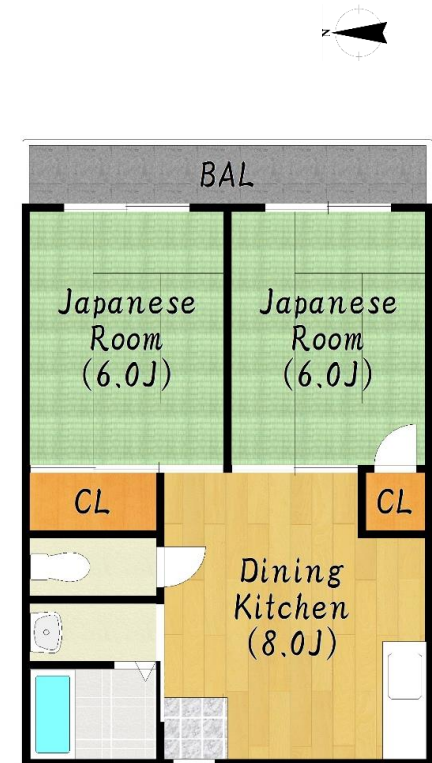 N
BAL
Japanese
Room
(6.0J)
Japanese
Room
(6.0J)
CL
CL
Dining
Kitchen
(8.0J)